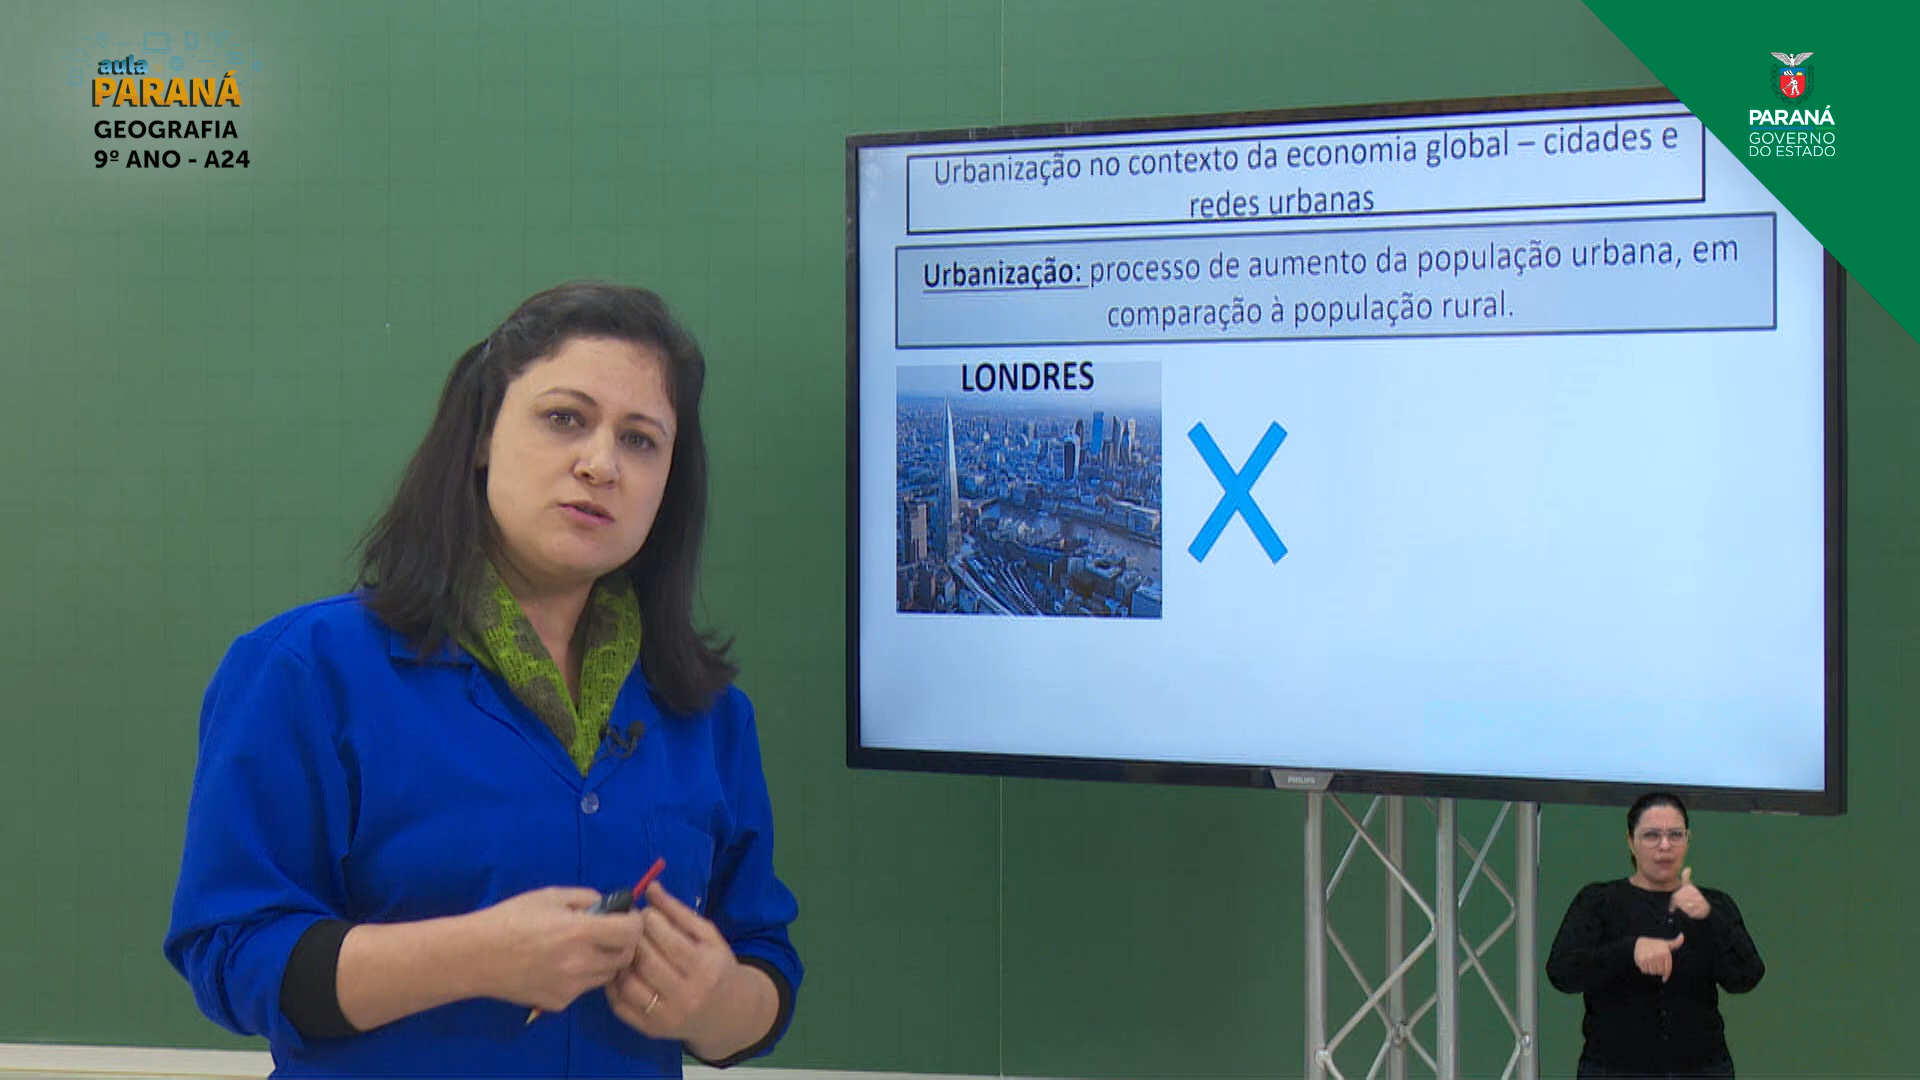 aula
PARANÁ
GEOGRAFIA
9º ANO - A24
PARANÁ
GOVERNO
DO ESTADO
Urbanização no contexto da economia global – cidades e
redes urbanas
Urbanização: processo de aumento da população urbana, em
comparação à população rural.
LONDRES
X
PHILIPS